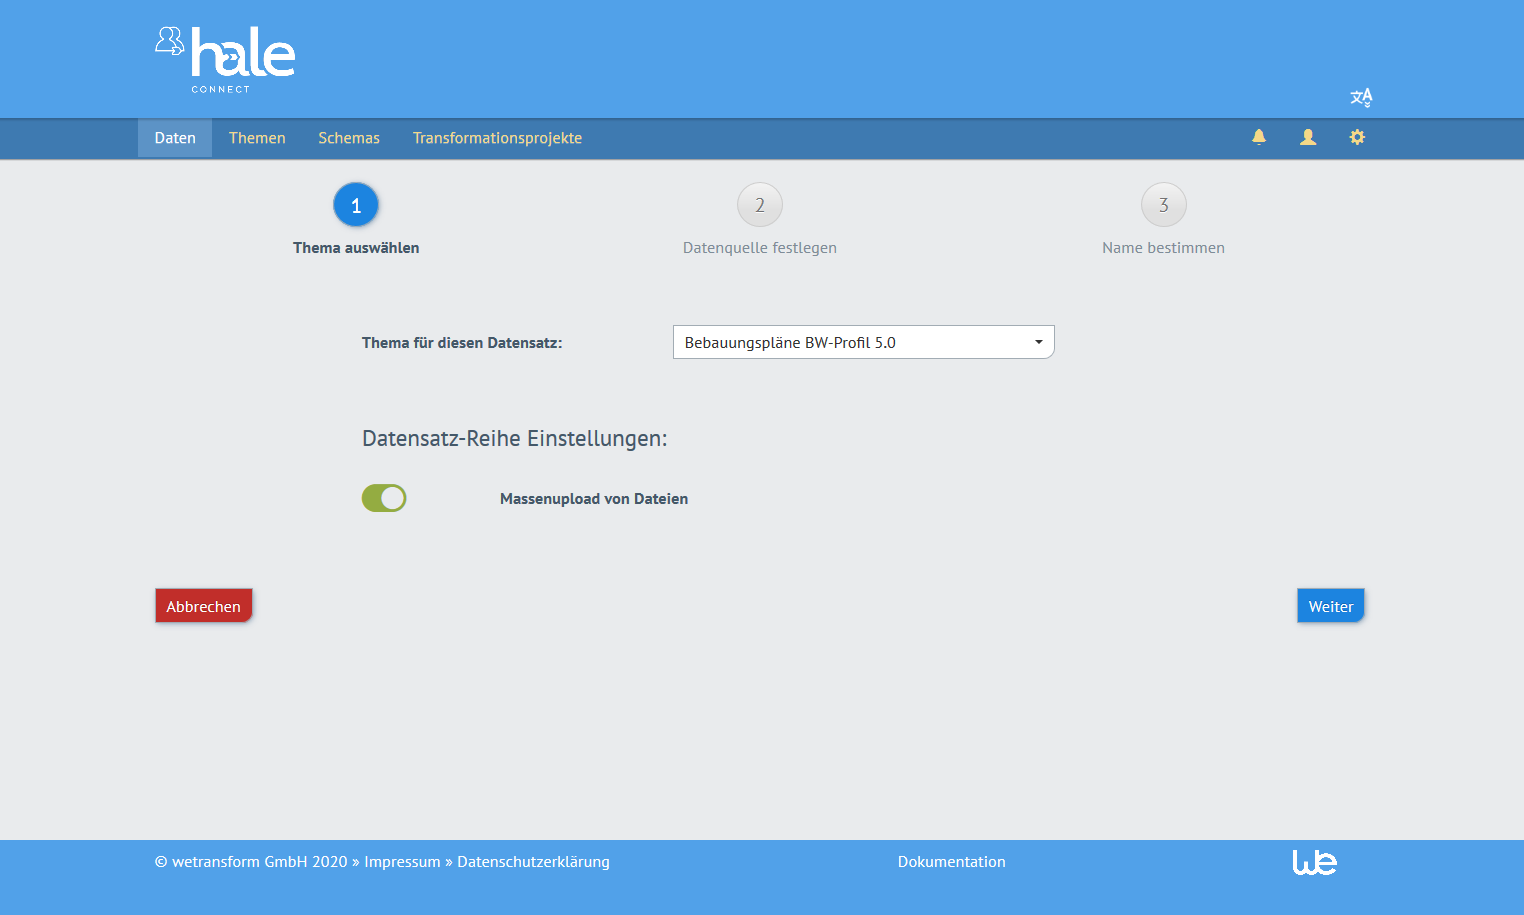 hale
CONNECT
文A
Daten Themen Schemas Transformationsprojekte
1 2 3
Thema auswählen Datenquelle festlegen Name bestimmen
Thema für diesen Datensatz: Bebauungspläne BW-Profil 5.0
Datensatz-Reihe Einstellungen:
Massenupload von Dateien
Abbrechen Weiter
© wetransform GmbH 2020 » Impressum » Datenschutzerklärung Dokumentation we